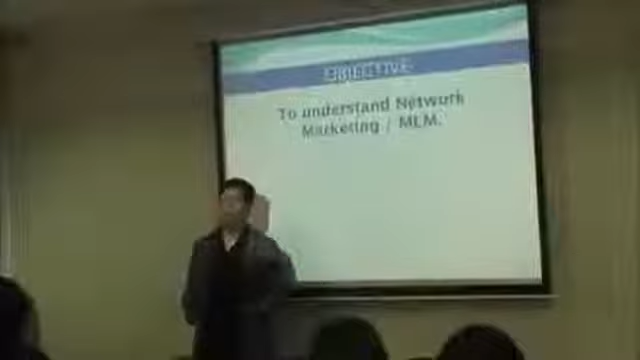 OBJECTIVE
To understand Network
Marketing / MLM.